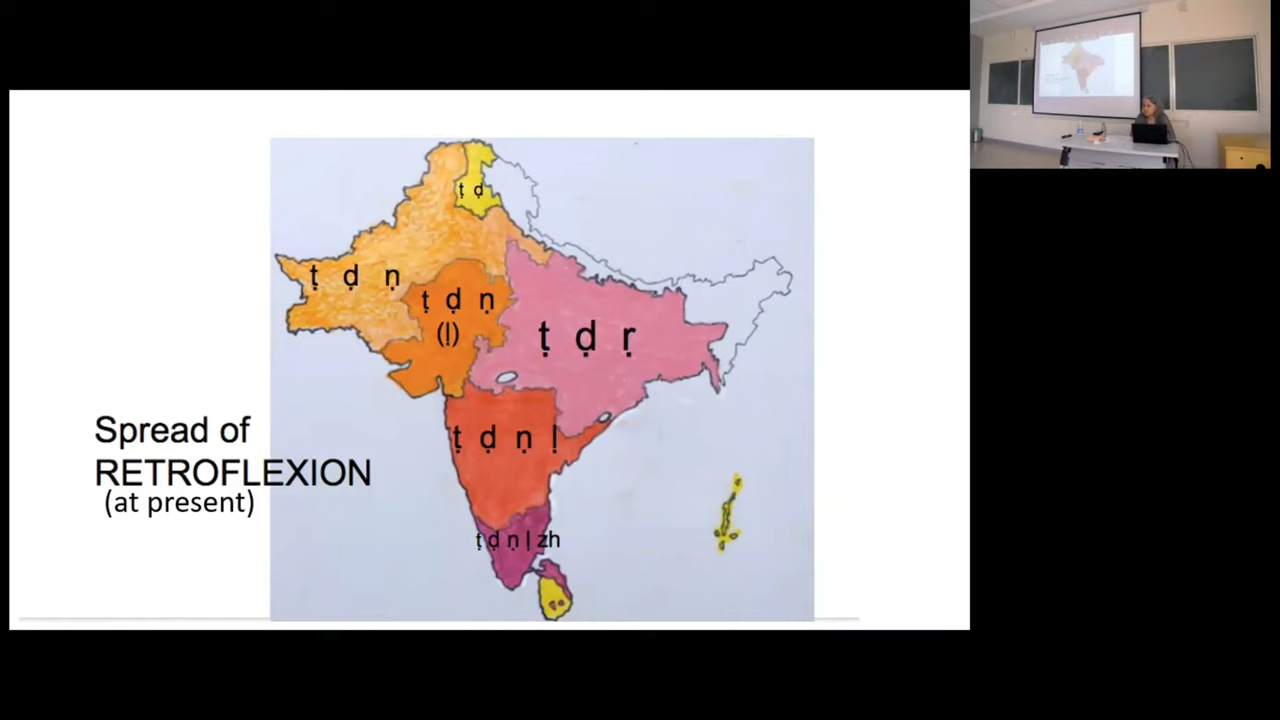 ṭ ḍ
ṭ ḍ ṇ
ṭ ḍ ṇ
(ḷ)
ṭ ḍ ṛ
Spread of
RETROFLEXION
(at present)
ṭ ḍ ṇ ḷ
ṭ ḍ ṇ ḷ zh